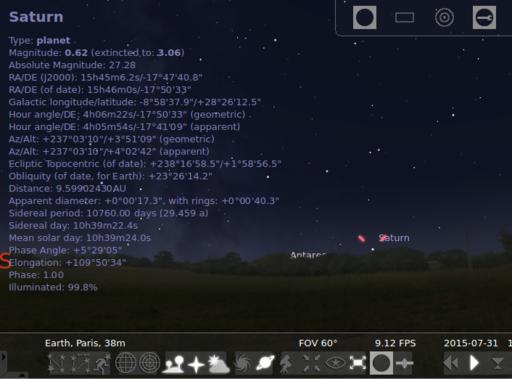 Saturn
Type: planet
Magnitude: 0.62 (extincted to: 3.06)
Absolute Magnitude: 27.28
RA/DE (J2000): 15h45m6.2s/-17°47'40.8"
RA/DE (of date): 15h46m0s/-17°50'33"
Galactic longitude/latitude: -8°58'37.9"/+28°26'12.5"
Hour angle/DE: 4h06m22s/-17°50'33" (geometric)
Hour angle/DE: 4h05m54s/-17°41'09" (apparent)
Az/Alt: +237°03'10"/+3°51'09" (geometric)
Az/Alt: +237°03'10"/+4°02'42" (apparent)
Ecliptic Topocentric (of date): +238°16'58.5"/+1°58'56.5"
Obliquity (of date, for Earth): +23°26'14.2"
Distance: 9.59902430AU
Apparent diameter: +0°00'17.3", with rings: +0°00'40.3"
Sidereal period: 10760.00 days (29.459 a)
Sidereal day: 10h39m22.4s
Mean solar day: 10h39m24.0s
Phase Angle: +5°29'05"
Elongation: +109°50'34"
Phase: 1.00
Illuminated: 99.8%
Saturn
Antares
S
Earth, Paris, 38m FOV 60° 9.12 FPS 2015-07-31 1